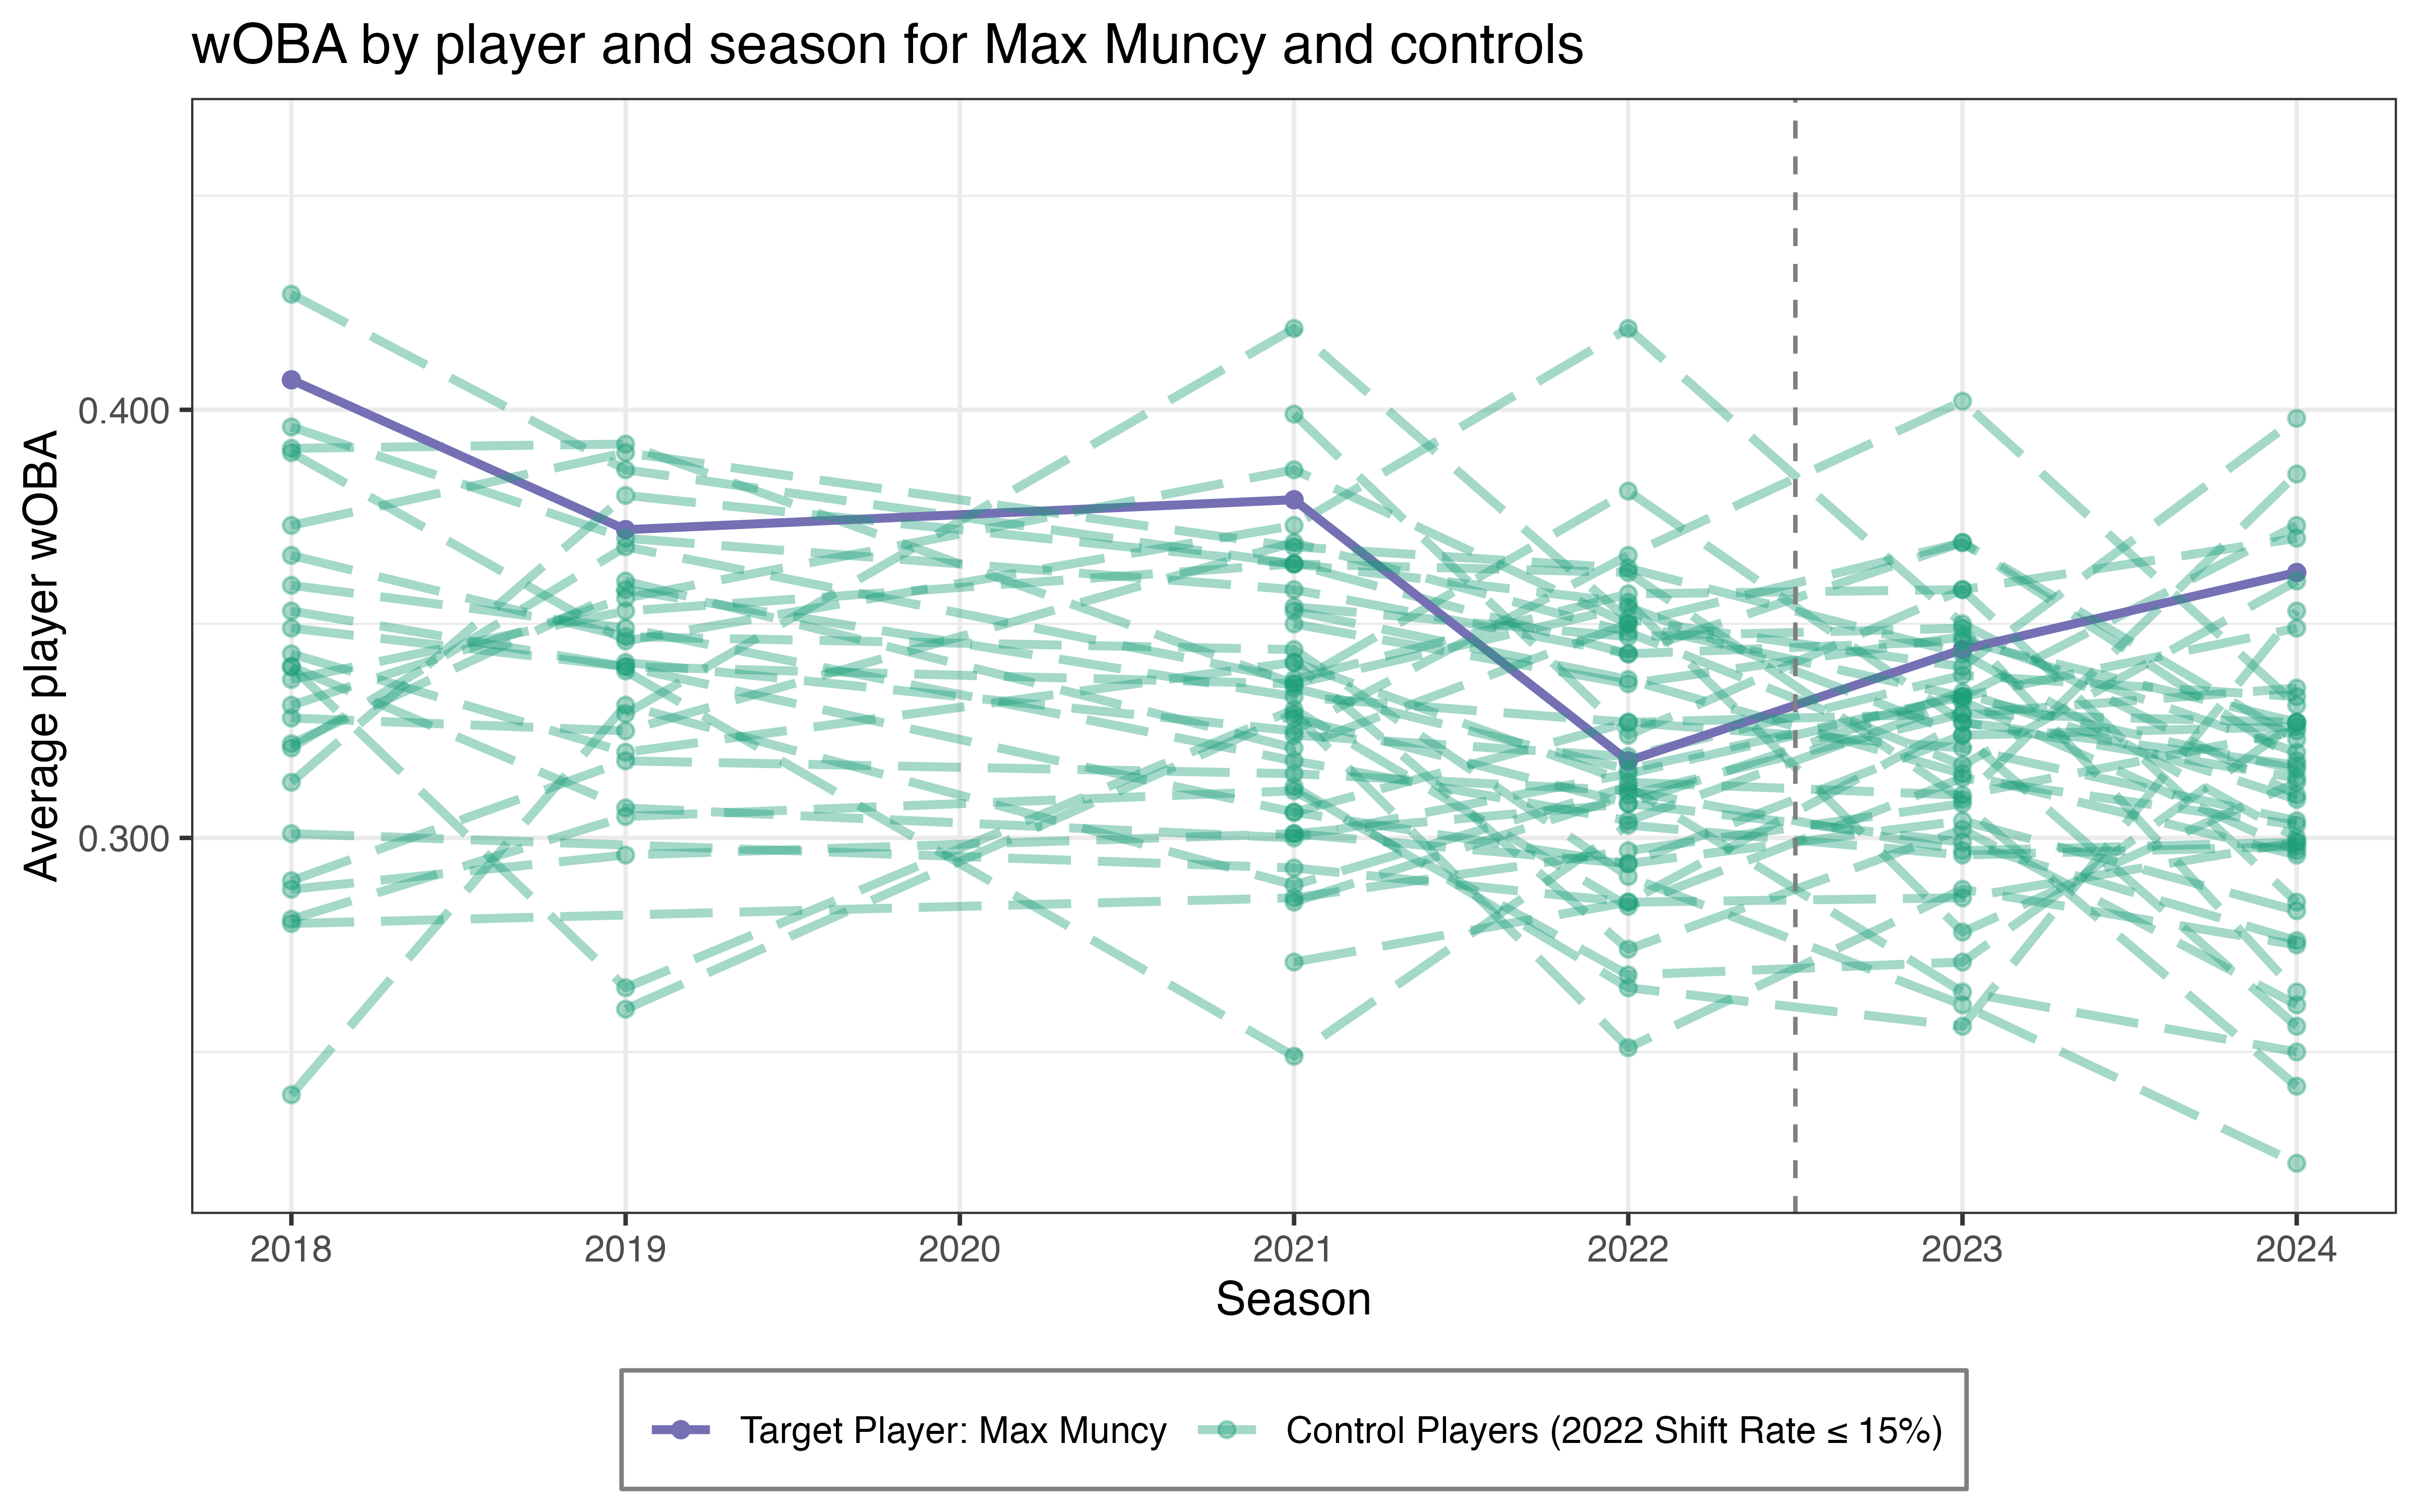 wOBA by player and season for Max Muncy and controls
Average player wOBA
0.400
0.300
2018 2019 2020 2021 2022 2023 2024
Season
Target Player: Max Muncy Control Players (2022 Shift Rate ≤ 15%)